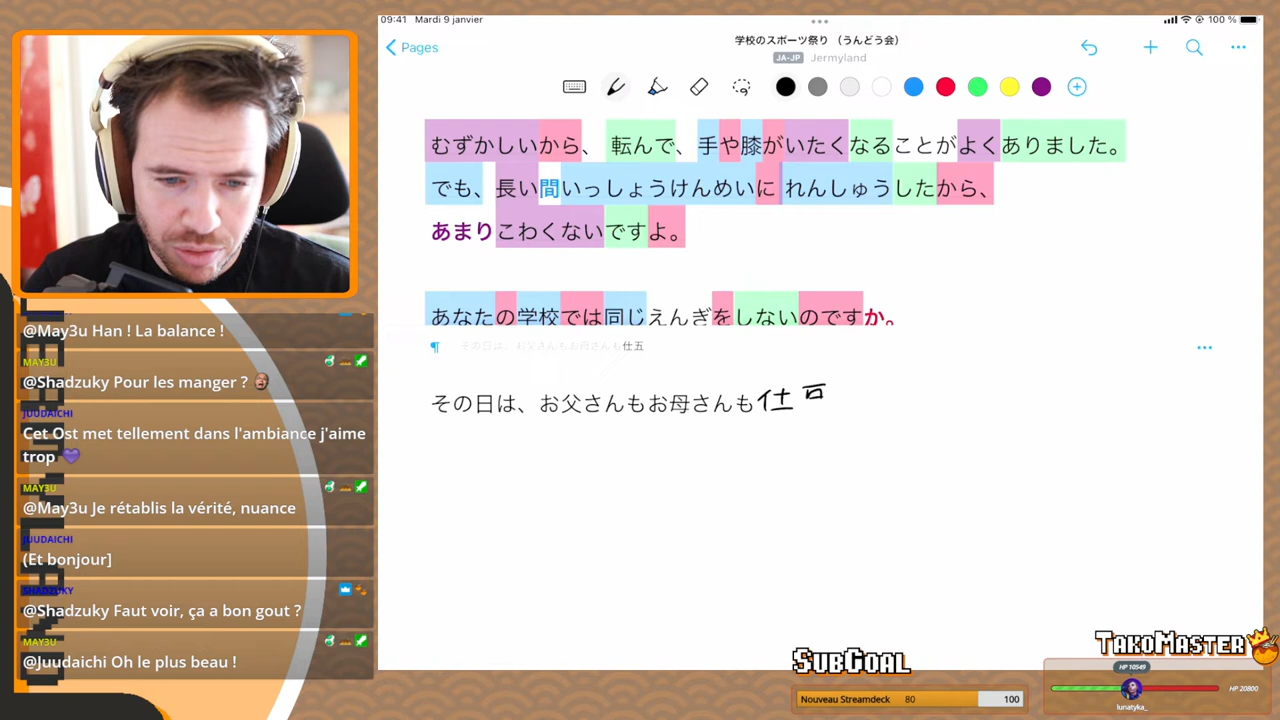 09:41 Mardi 9 janvier
100 %
Pages
学校のスポーツ祭り （うんどう会）
JA-JP Jermyland
むずかしいから、転んで、手や膝がいたくなることがよくありました。
でも、長い間いっしょうけんめいに れんしゅうしたから、
あまりこわくないですよ。
あなたの学校では同じえんぎをしないのですか。
その日は、お父さんもお母さんも仕五
その日は、お父さんもお母さんも仕
@May3u Han ! La balance !
MAY3U
@Shadzuky Pour les manger ?
JUUDAICHI
Cet Ost met tellement dans l'ambiance j'aime
trop
MAY3U
@May3u Je rétablis la vérité, nuance
JUUDAICHI
(Et bonjour]
SHADZUKY
@Shadzuky Faut voir, ça a bon gout ?
MAY3U
@Juudaichi Oh le plus beau !
SubGoal
Nouveau Streamdeck 80 100
TakoMaster
HP 10549
HP 20800
lunatyka_